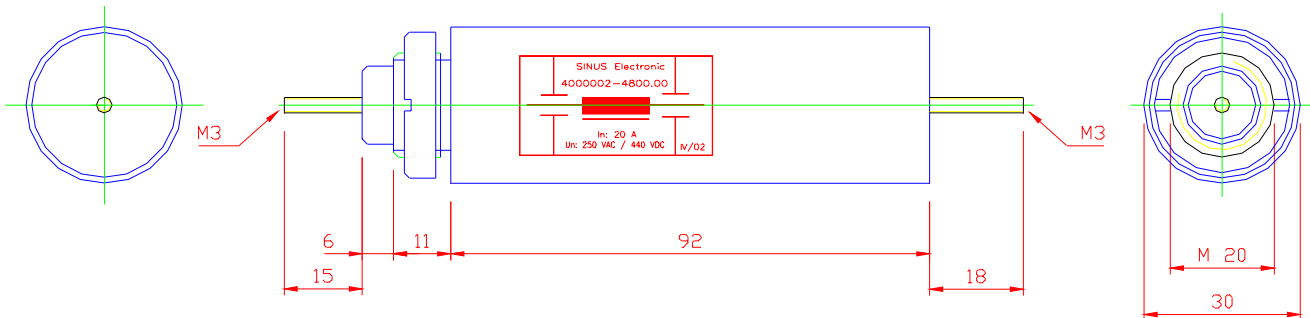 SINUS Electronic
4000002-4800.00
In: 20 A
Un: 250 VAC / 440 VDC
IV/02
M3
M3
6
11
92
M 20
15
18
30